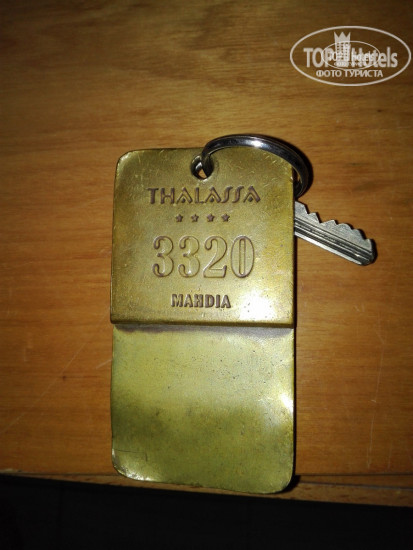 TOP Hotels
ФОТО ТУРИСТА
THALASSA
★★★★
3320
MAHDIA